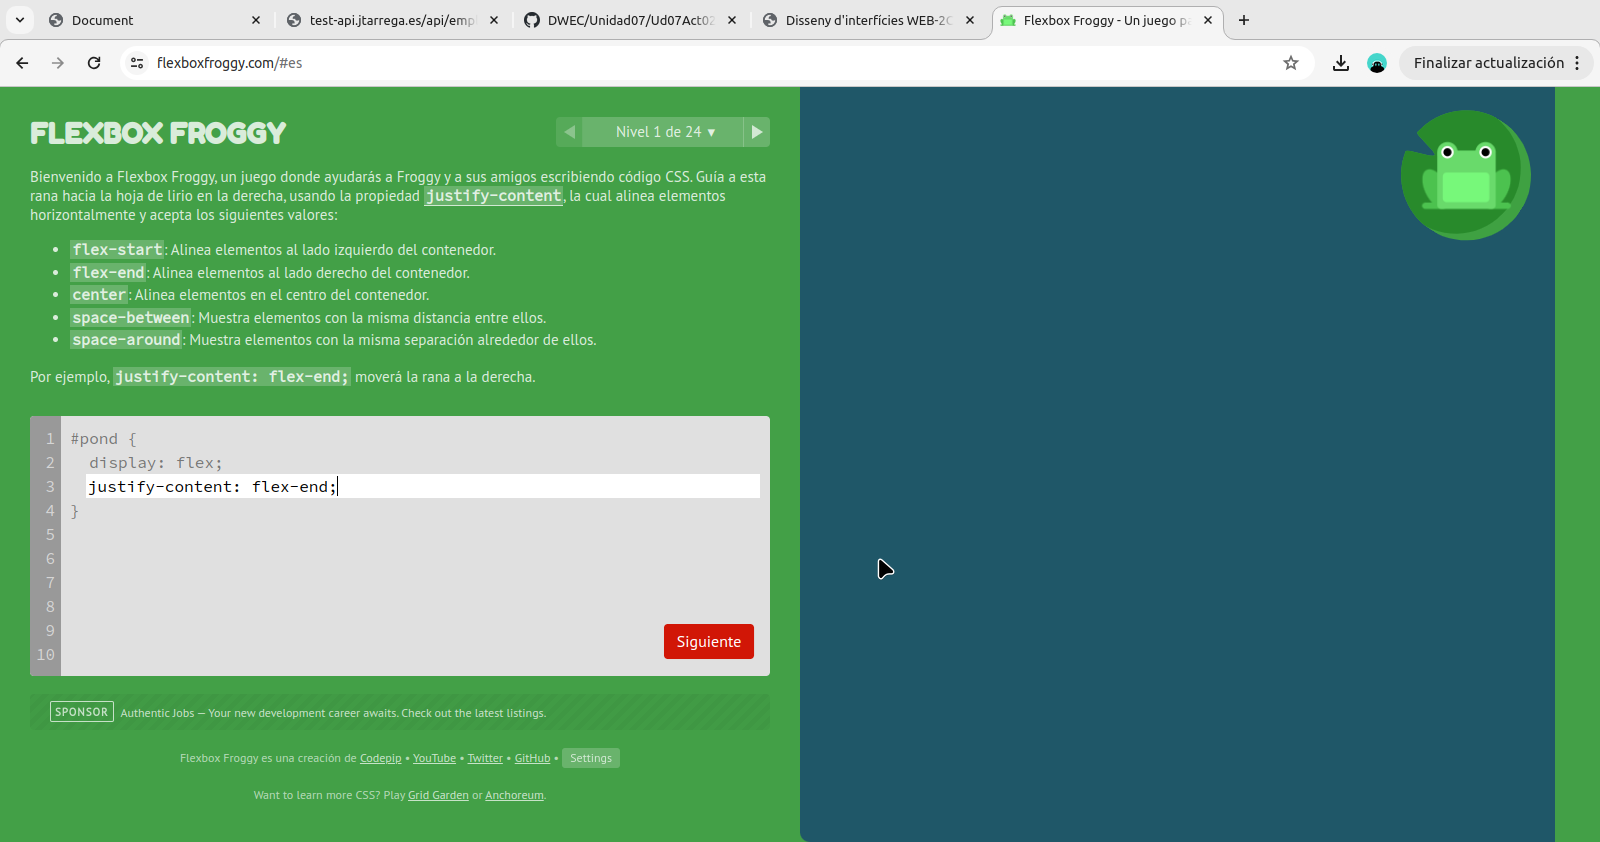 Document
test-api.jtarrega.es/api/emp
DWEC/Unidad07/Ud07Act02
Disseny d'interfícies WEB-2
Flexbox Froggy - Un juego pa
flexboxfroggy.com/#es
Finalizar actualización
FLEXBOX FROGGY
Nivel 1 de 24 ▾
Bienvenido a Flexbox Froggy, un juego donde ayudarás a Froggy y a sus amigos escribiendo código CSS. Guía a esta
rana hacia la hoja de lirio en la derecha, usando la propiedad justify-content, la cual alinea elementos
horizontalmente y acepta los siguientes valores:
• flex-start: Alinea elementos al lado izquierdo del contenedor.
• flex-end: Alinea elementos al lado derecho del contenedor.
• center: Alinea elementos en el centro del contenedor.
• space-between: Muestra elementos con la misma distancia entre ellos.
• space-around: Muestra elementos con la misma separación alrededor de ellos.
Por ejemplo, justify-content: flex-end; moverá la rana a la derecha.
1 #pond {
2 display: flex;
3 justify-content: flex-end;
4 }
5
6
7
8
9
10
Siguiente
SPONSOR Authentic Jobs — Your new development career awaits. Check out the latest listings.
Flexbox Froggy es una creación de Codepip • YouTube • Twitter • GitHub • Settings
Want to learn more CSS? Play Grid Garden or Anchoreum.